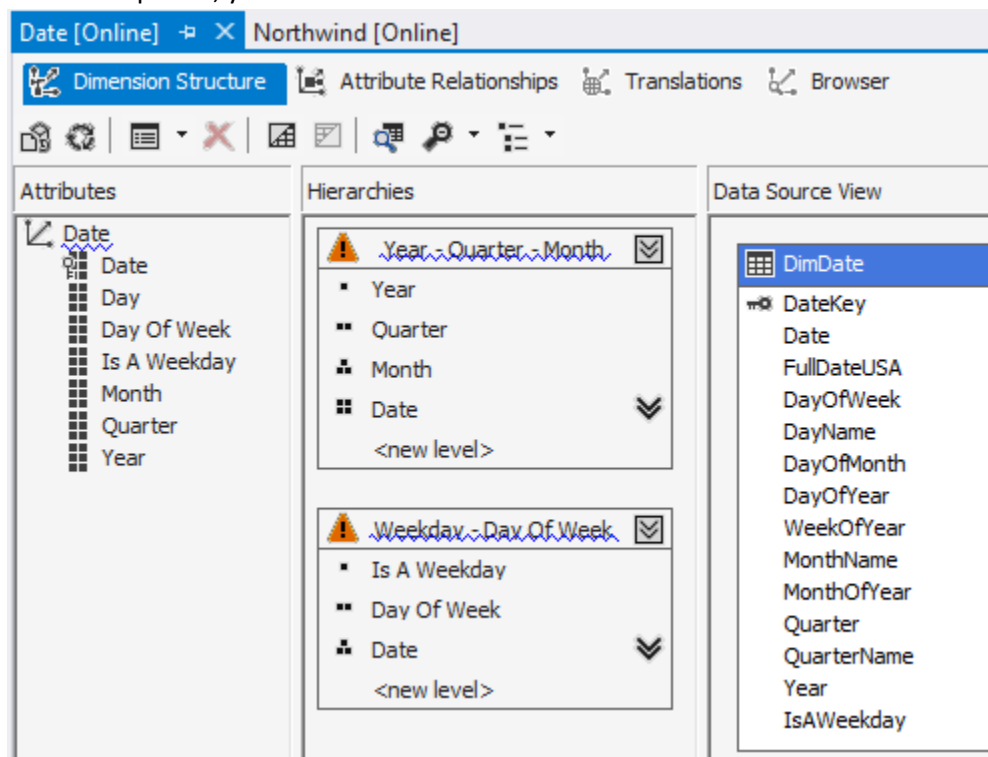 Date [Online] Northwind [Online]
Dimension Structure Attribute Relationships Translations Browser
Attributes
Date
Date
Day
Day Of Week
Is A Weekday
Month
Quarter
Year
Hierarchies
Year - Quarter - Month
Year
Quarter
Month
Date
<new level>
Weekday - Day Of Week
Is A Weekday
Day Of Week
Date
<new level>
Data Source View
DimDate
DateKey
Date
FullDateUSA
DayOfWeek
DayName
DayOfMonth
DayOfYear
WeekOfYear
MonthName
MonthOfYear
Quarter
QuarterName
Year
IsAWeekday